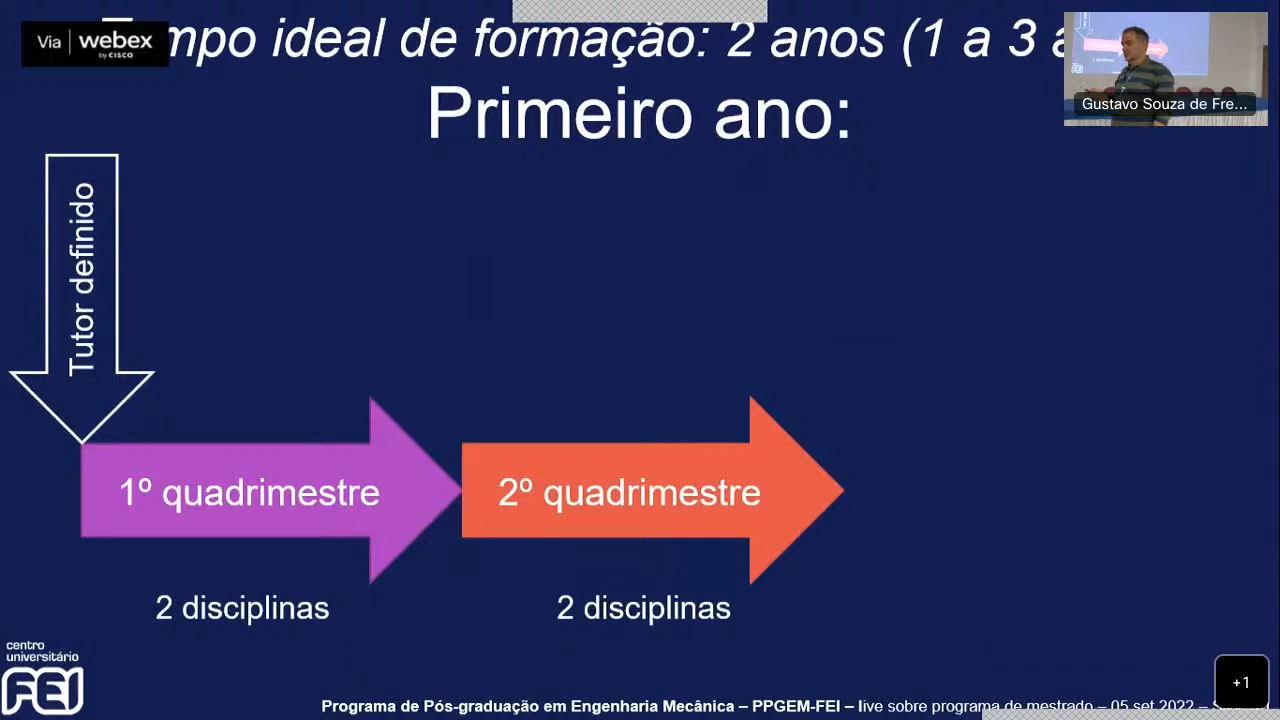 Via webex
by CISCO
mpo ideal de formação: 2 anos (1 a 3
Primeiro ano:
Gustavo Souza de Fre...
Tutor definido
1º quadrimestre
2º quadrimestre
2 disciplinas
2 disciplinas
centro
universitário
FEI
+1
Programa de Pós-graduação em Engenharia Mecânica – PPGEM-FEI – live sobre programa de mestrado – 05 set 2022 –